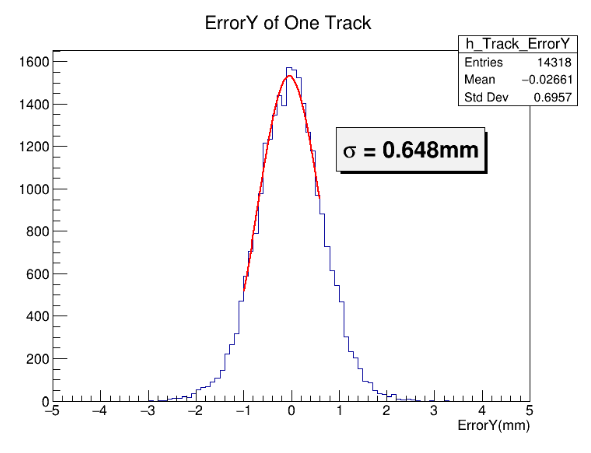 ErrorY of One Track
h_Track_ErrorY
Entries 14318
Mean −0.02661
Std Dev 0.6957
σ = 0.648mm
1600
1400
1200
1000
800
600
400
200
0
−5 −4 −3 −2 −1 0 1 2 3 4 5
ErrorY(mm)